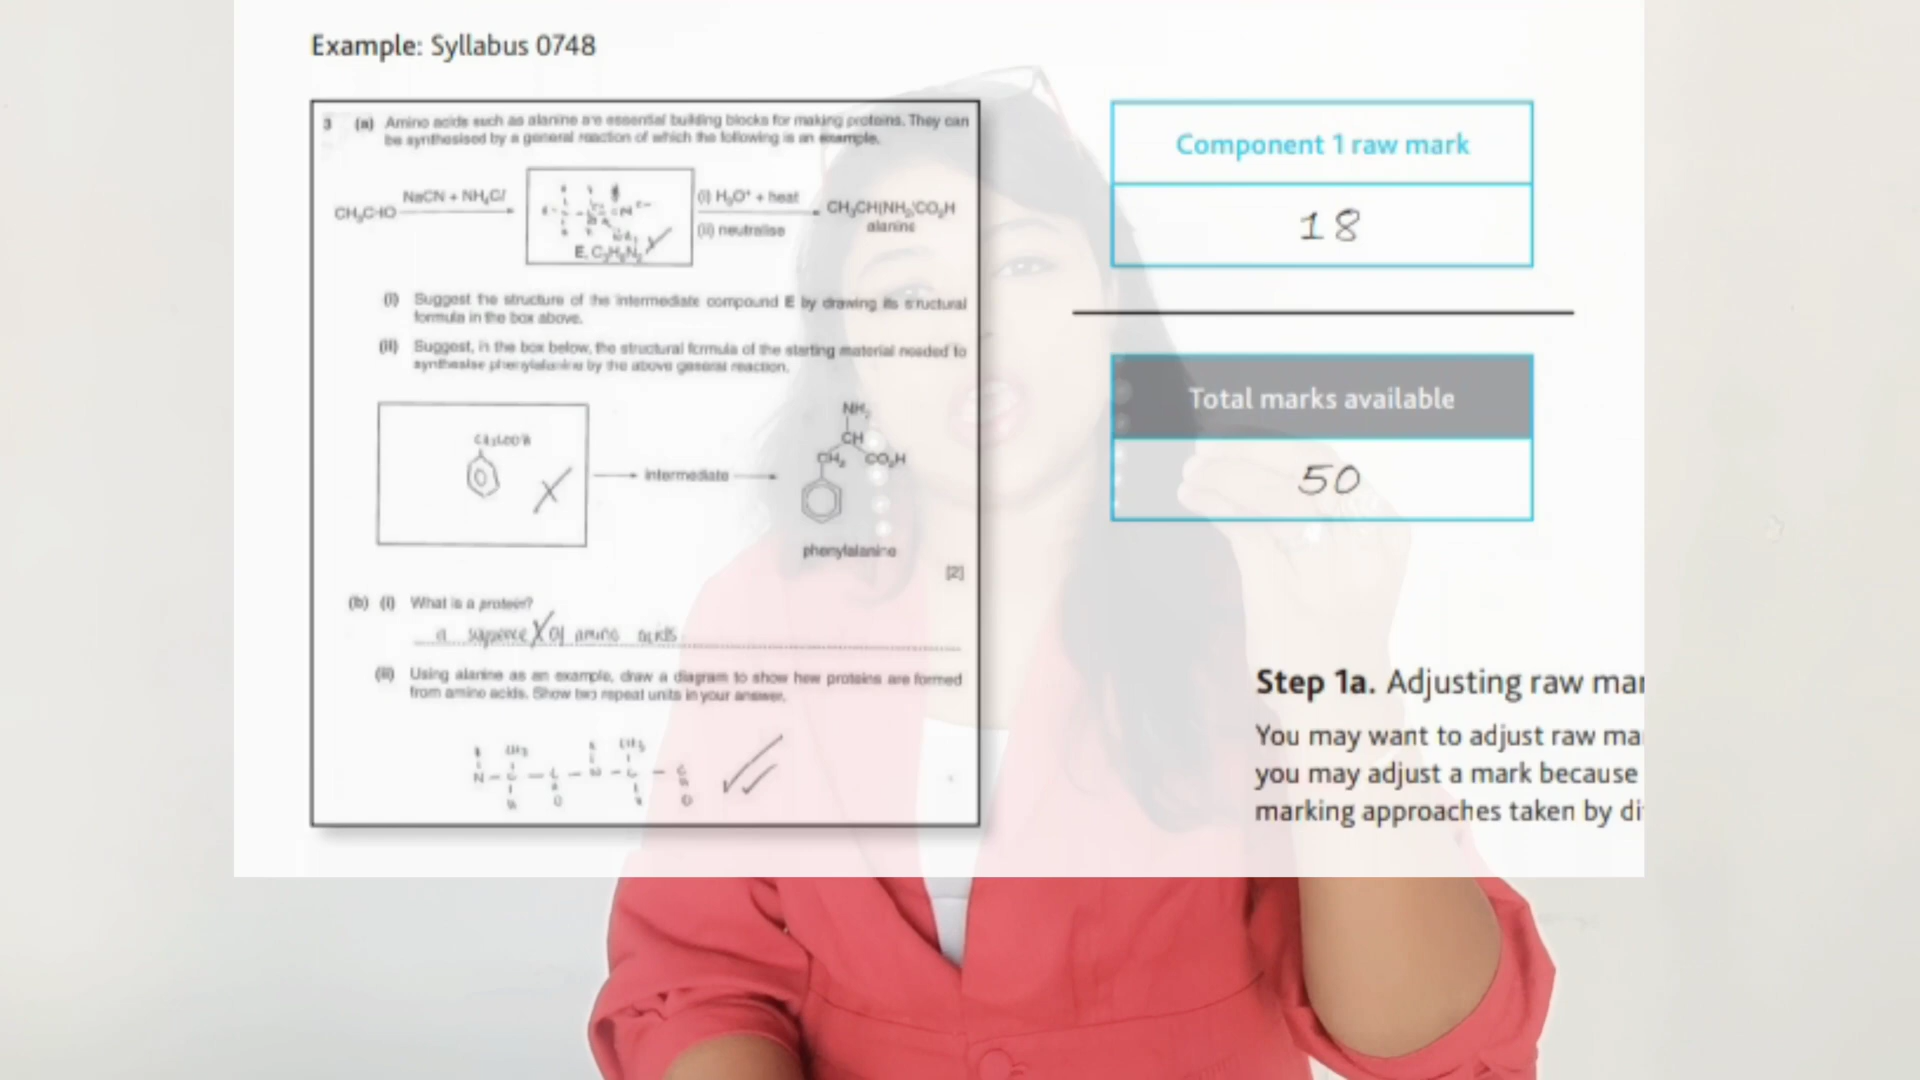 Example: Syllabus 0748
3 (a) Amino acids such as alanine are essential building blocks for making proteins. They can
be synthesised by a general reaction of which the following is an example.
NaCN + NH₄Cl
CH₃CHO
E, C₃H₆N₂
(i) H₃O⁺ + heat
(ii) neutralise
CH₃CH(NH₂)CO₂H
alanine
(i) Suggest the structure of the intermediate compound E by drawing its structural
formula in the box above.
(ii) Suggest, in the box below, the structural formula of the starting material needed to
synthesise phenylalanine by the above general reaction.
intermediate
NH₂
CH
CH₂ CO₂H
phenylalanine
[2]
(b) (i) What is a protein?
a of amino acids
(ii) Using alanine as an example, draw a diagram to show how proteins are formed
from amino acids. Show two repeat units in your answer.
Component 1 raw mark
18
Total marks available
50
Step 1a. Adjusting raw mar
You may want to adjust raw ma
you may adjust a mark because
marking approaches taken by di